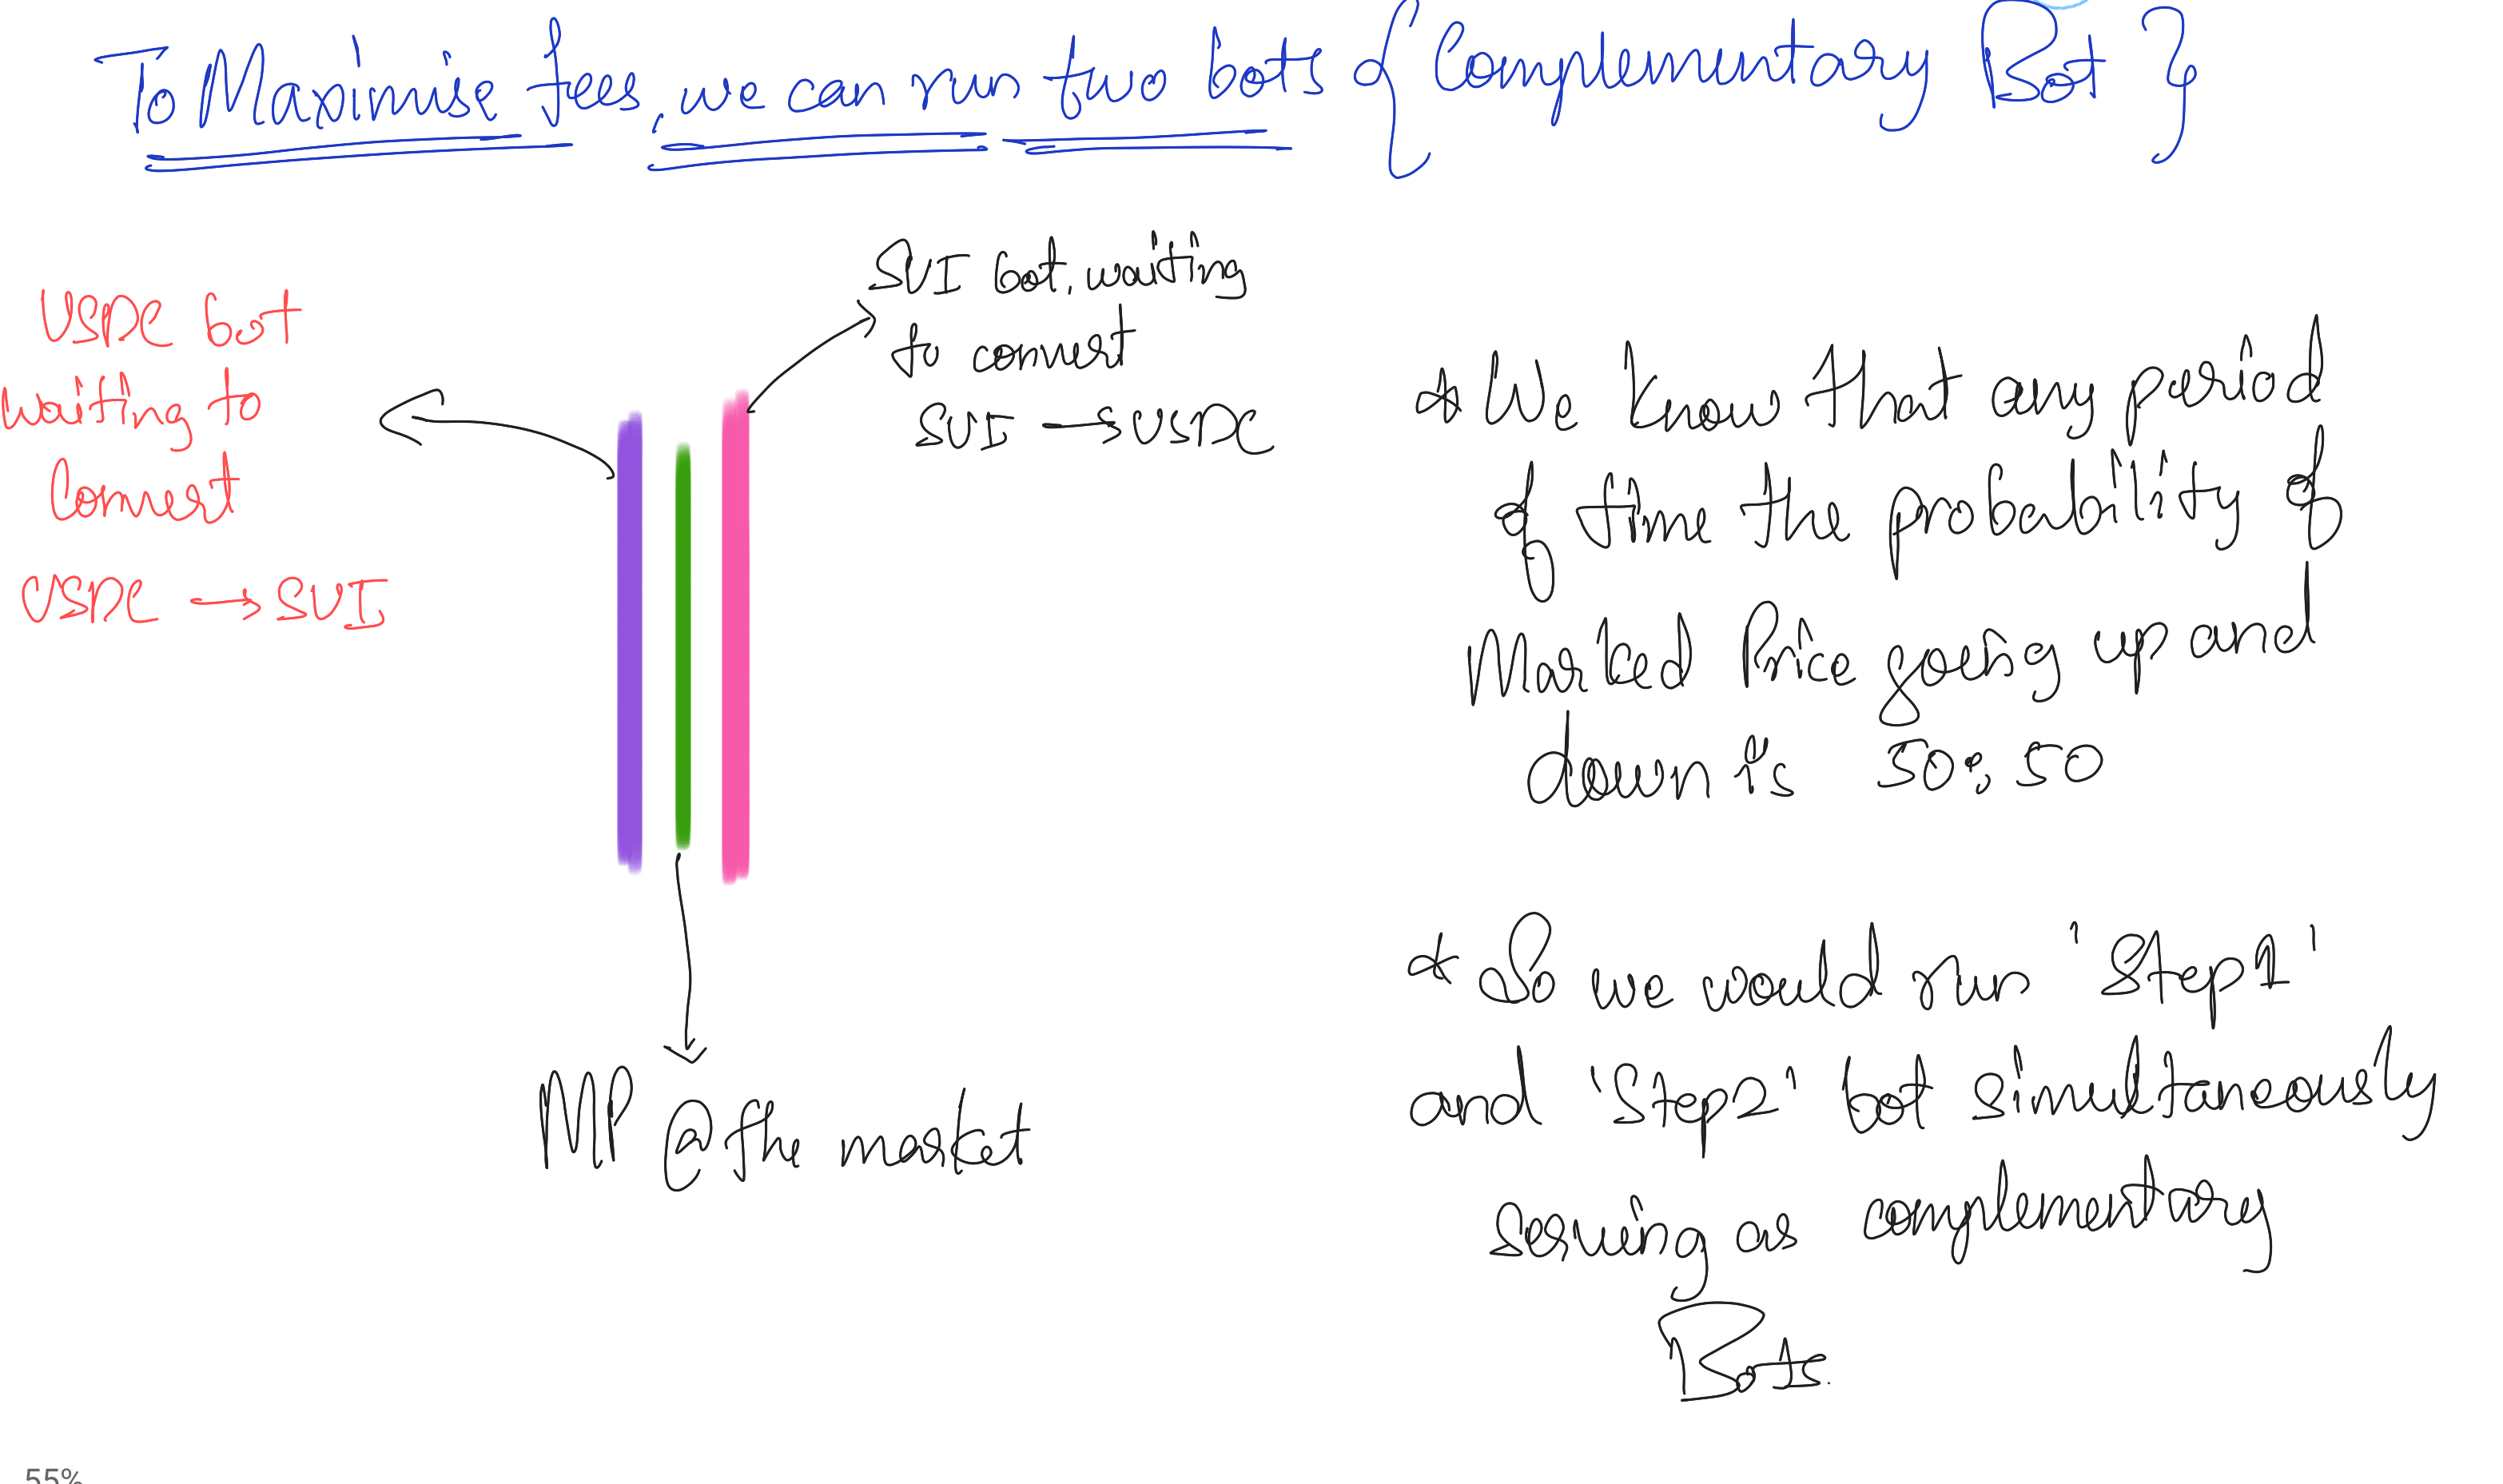 To Maximise fees, we can run two bots {Complementary Bot}
USDC bot
waiting to
Convert
USDC → SUI
SUI bot, waiting
to convert
SUI → USDC
MP @ the market
* We know that any period
of time the probability of
Market Price going up and
down is 50:50
* So we would run "Step1"
and 'Step2' bot simultaneously
serving as complementary
Bots.
55%